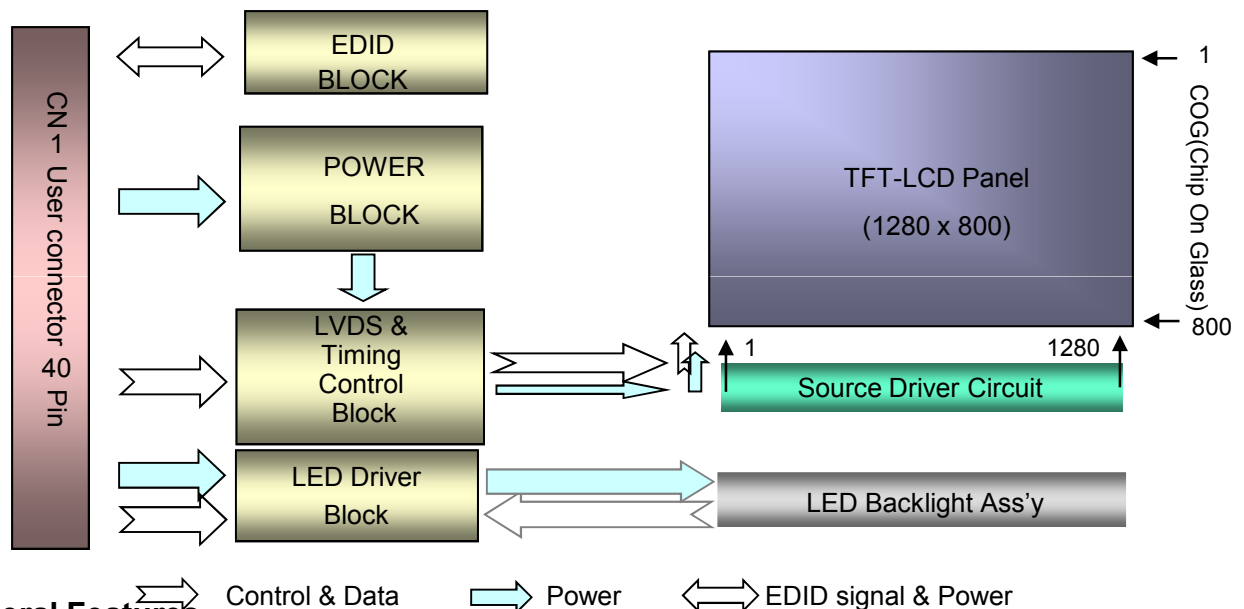 CN 1 User connector 40 Pin
EDID
BLOCK
POWER
BLOCK
LVDS &
Timing
Control
Block
LED Driver
Block
TFT-LCD Panel
(1280 x 800)
1
COG(Chip On Glass)
800
1
1280
Source Driver Circuit
LED Backlight Ass'y
Control & Data
Power
EDID signal & Power